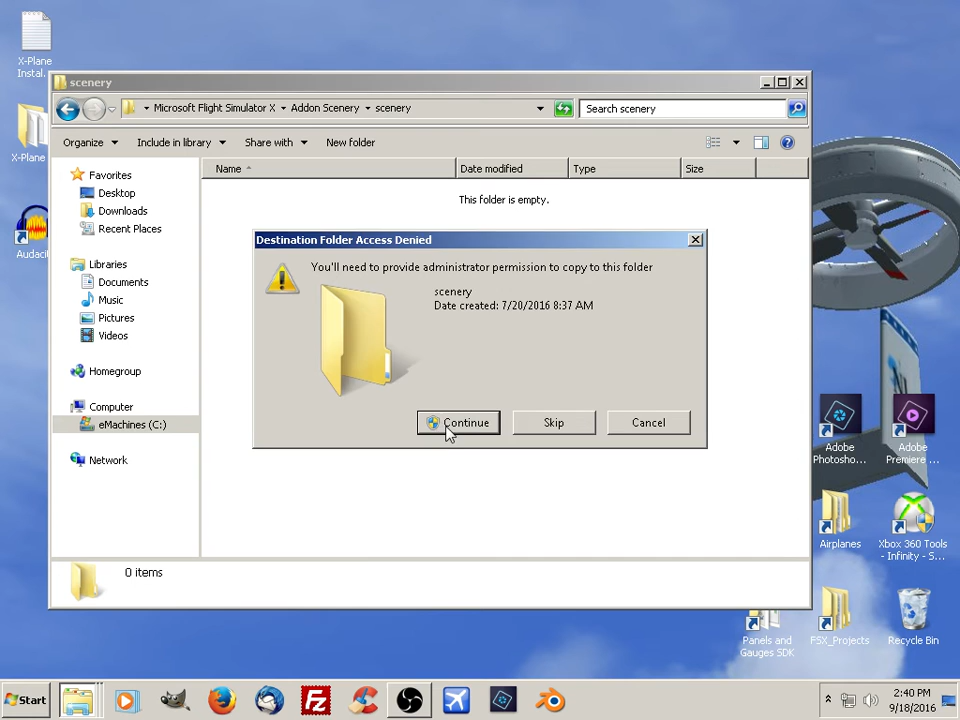 X-Plane
Instal...
X-Plane
Audaci
scenery
Microsoft Flight Simulator X
Addon Scenery
scenery
Search scenery
Organize
Include in library
Share with
New folder
Name
Date modified
Type
Size
This folder is empty.
Favorites
Desktop
Downloads
Recent Places
Libraries
Documents
Music
Pictures
Videos
Homegroup
Computer
eMachines (C:)
Network
Destination Folder Access Denied
You'll need to provide administrator permission to copy to this folder
scenery
Date created: 7/20/2016 8:37 AM
Continue
Skip
Cancel
0 items
Adobe
Photosho...
Adobe
Premiere ...
Airplanes
Xbox 360 Tools
- Infinity - S...
Panels and
Gauges SDK
FSX_Projects
Recycle Bin
Start
2:40 PM
9/18/2016